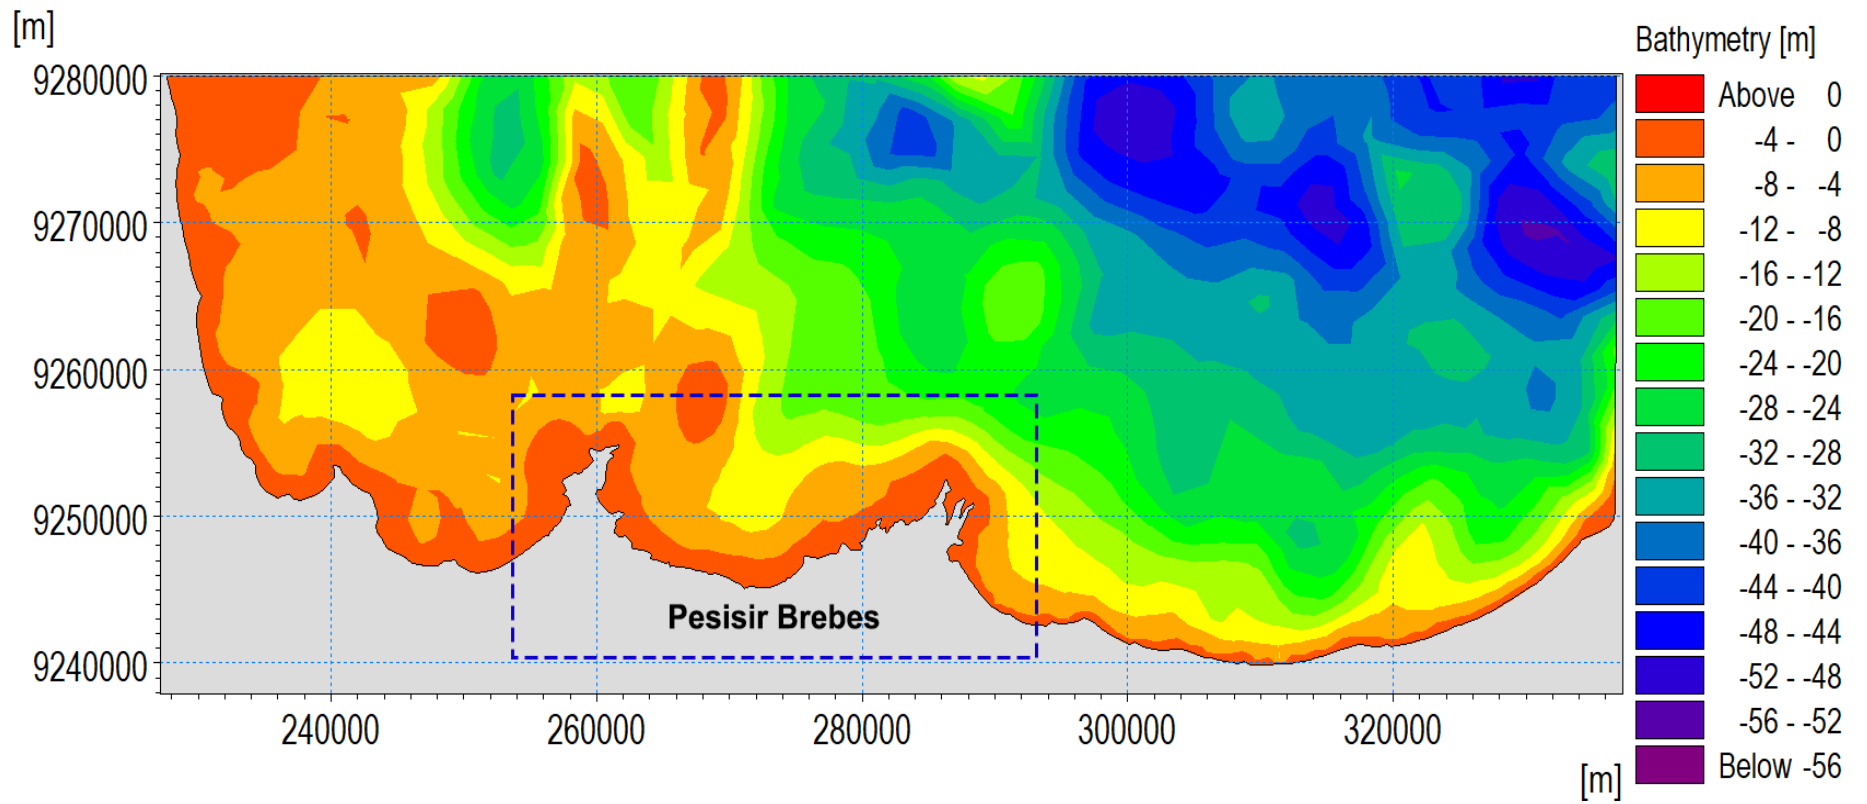 [m]
9280000
9270000
9260000
9250000
9240000
Pesisir Brebes
240000 260000 280000 300000 320000
[m]
Bathymetry [m]
Above 0
-4 - 0
-8 - -4
-12 - -8
-16 - -12
-20 - -16
-24 - -20
-28 - -24
-32 - -28
-36 - -32
-40 - -36
-44 - -40
-48 - -44
-52 - -48
-56 - -52
Below -56